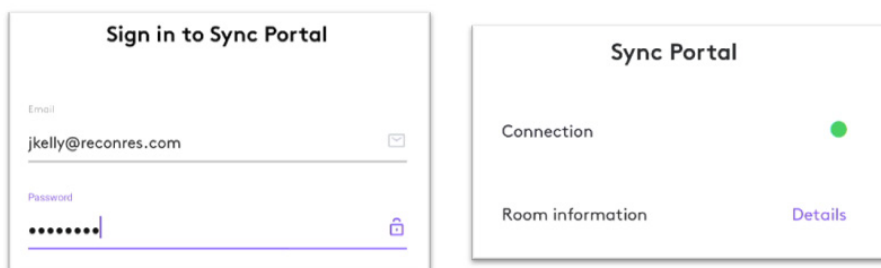 Sign in to Sync Portal
Email
jkelly@reconres.com
Password
••••••••
Sync Portal
Connection
Room information Details